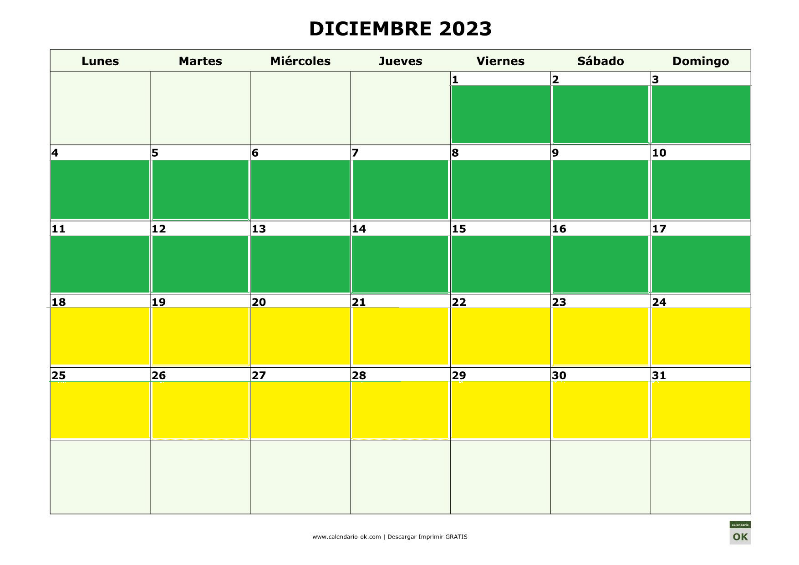 DICIEMBRE 2023
Lunes Martes Miércoles Jueves Viernes Sábado Domingo
1 2 3
4 5 6 7 8 9 10
11 12 13 14 15 16 17
18 19 20 21 22 23 24
25 26 27 28 29 30 31
www.calendario-ok.com | Descargar Imprimir GRATIS
OK